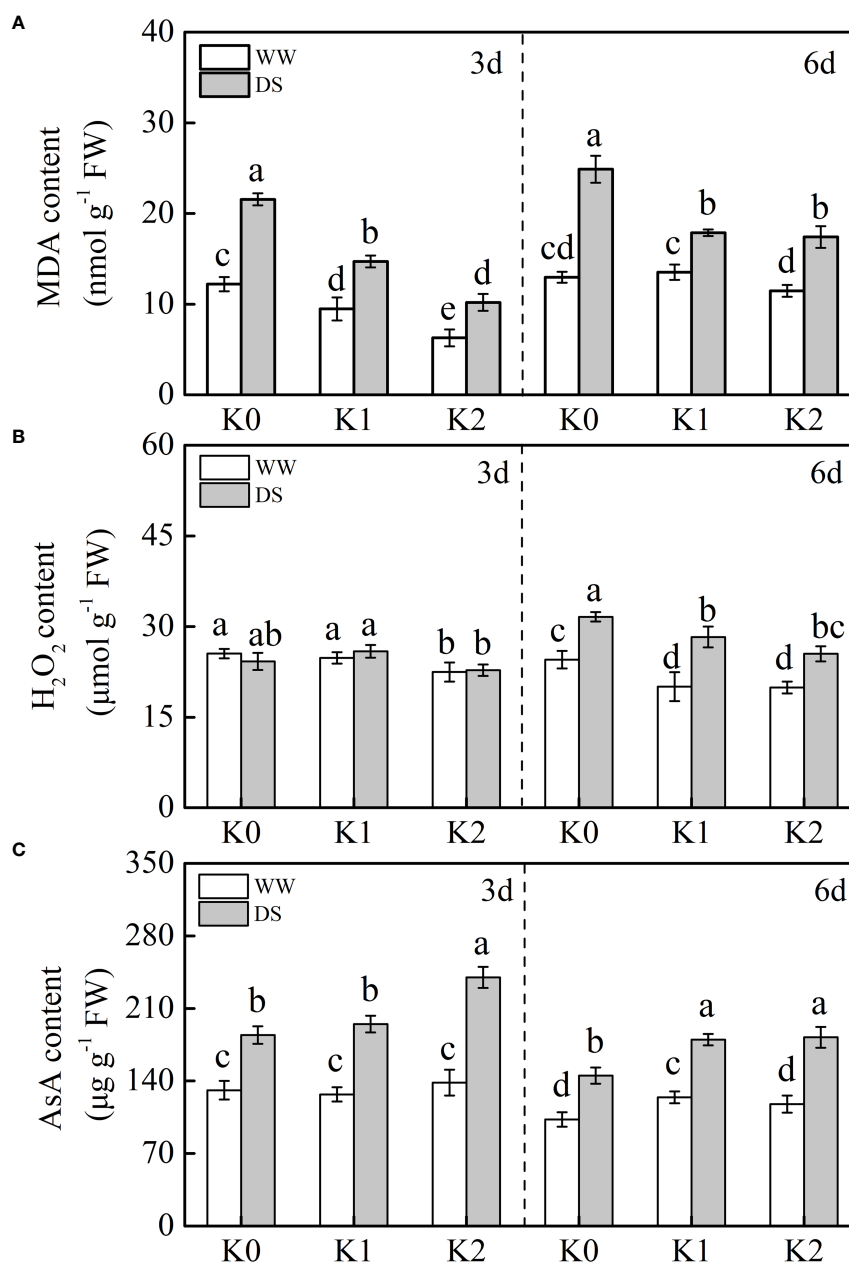 A
MDA content
(nmol g-1 FW)
40
30
20
10
0
WW
DS
3d
6d
c
a
d
b
e
d
cd
a
c
b
d
b
K0
K1
K2
K0
K1
K2
B
H2O2 content
(µmol g-1 FW)
60
45
30
15
0
WW
DS
3d
6d
a
ab
a
a
b
b
c
a
d
b
d
bc
K0
K1
K2
K0
K1
K2
C
AsA content
(µg g-1 FW)
350
280
210
140
70
0
WW
DS
3d
6d
c
b
c
b
c
a
d
b
c
a
d
a
K0
K1
K2
K0
K1
K2